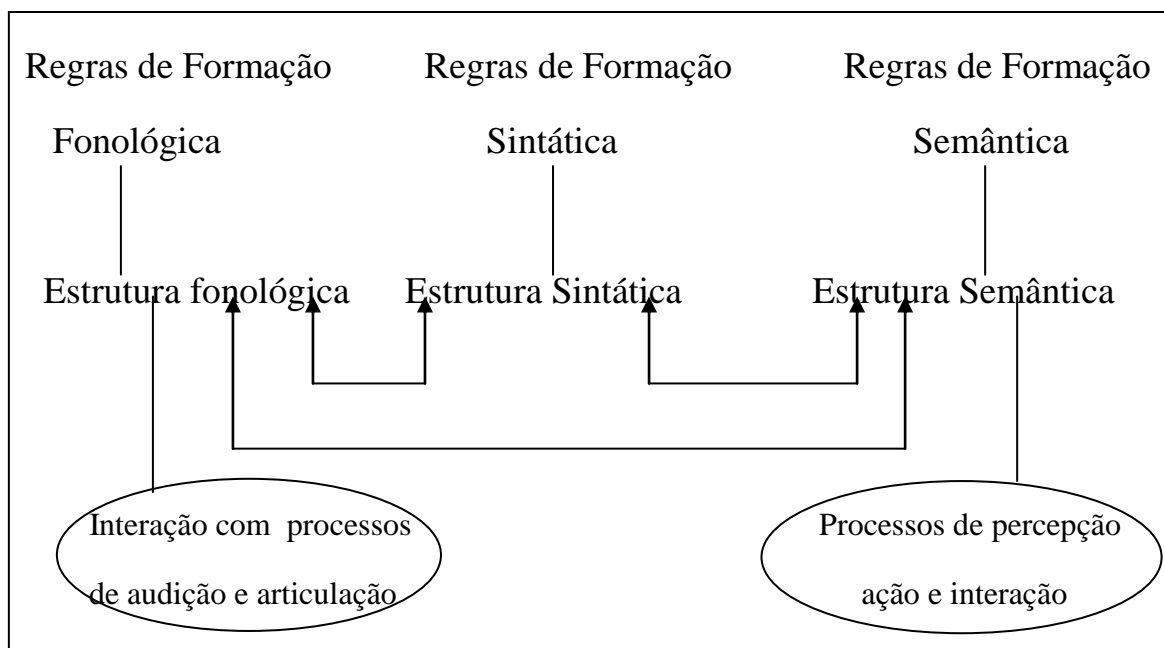 Regras de Formação Regras de Formação Regras de Formação
Fonológica Sintática Semântica
Estrutura fonológica Estrutura Sintática Estrutura Semântica
Interação com processos Processos de percepção
de audição e articulação ação e interação